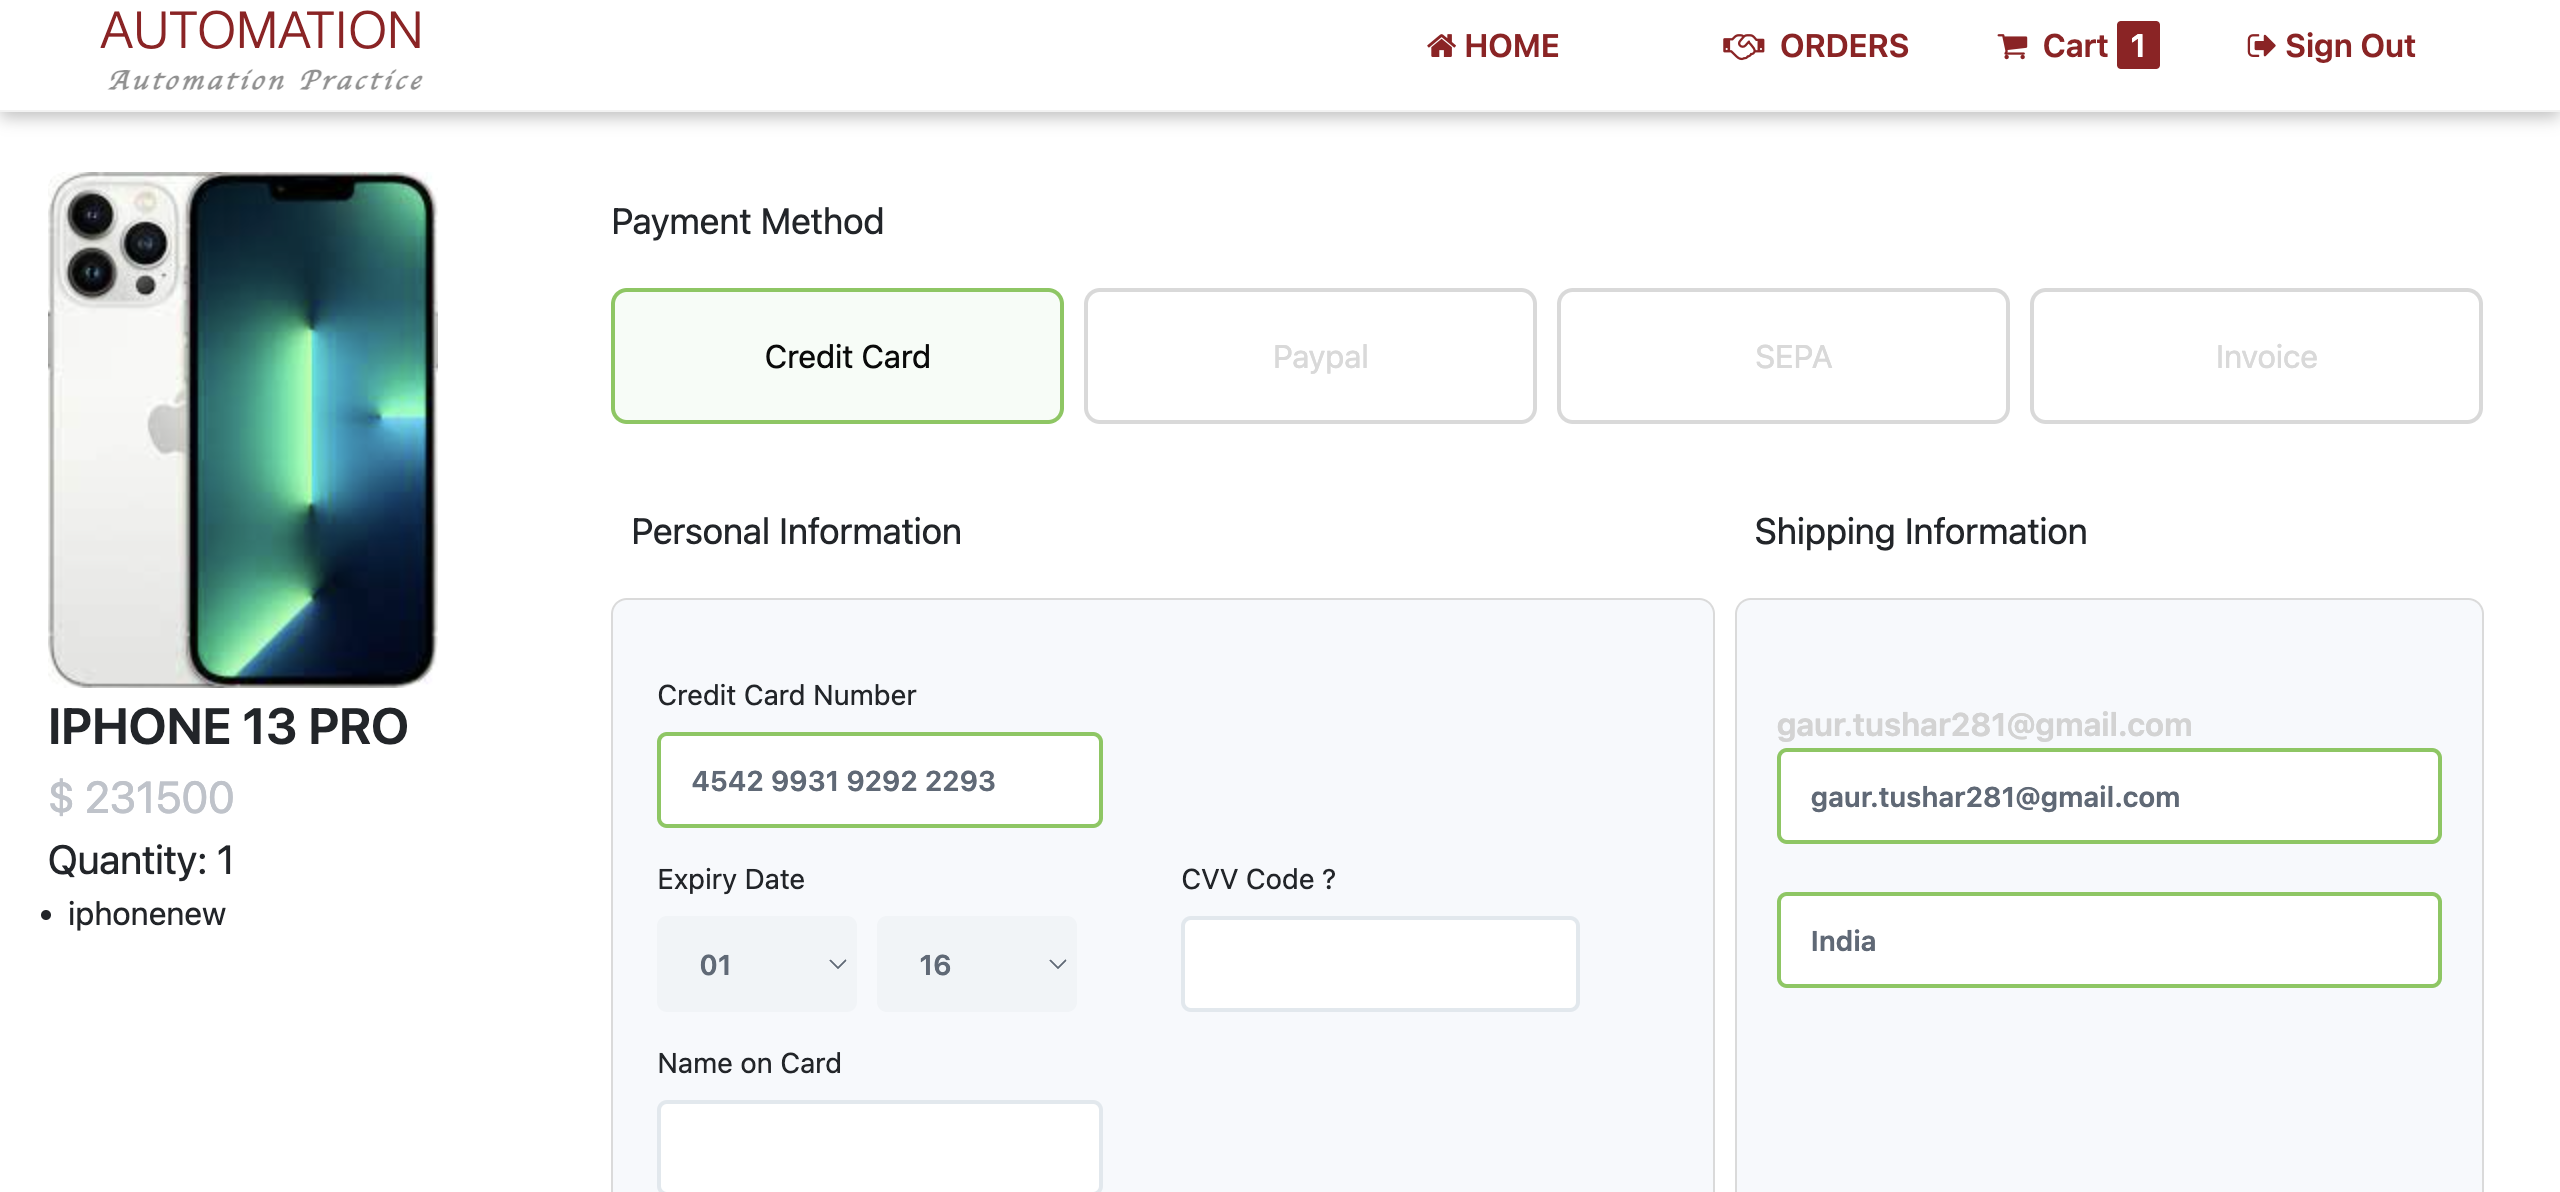 AUTOMATION
Automation Practice
HOME
ORDERS
Cart 1
Sign Out
IPHONE 13 PRO
$ 231500
Quantity: 1
• iphonenew
Payment Method
Credit Card
Paypal
SEPA
Invoice
Personal Information
Credit Card Number
4542 9931 9292 2293
Expiry Date
CVV Code ?
01
16
Name on Card
Shipping Information
gaur.tushar281@gmail.com
gaur.tushar281@gmail.com
India